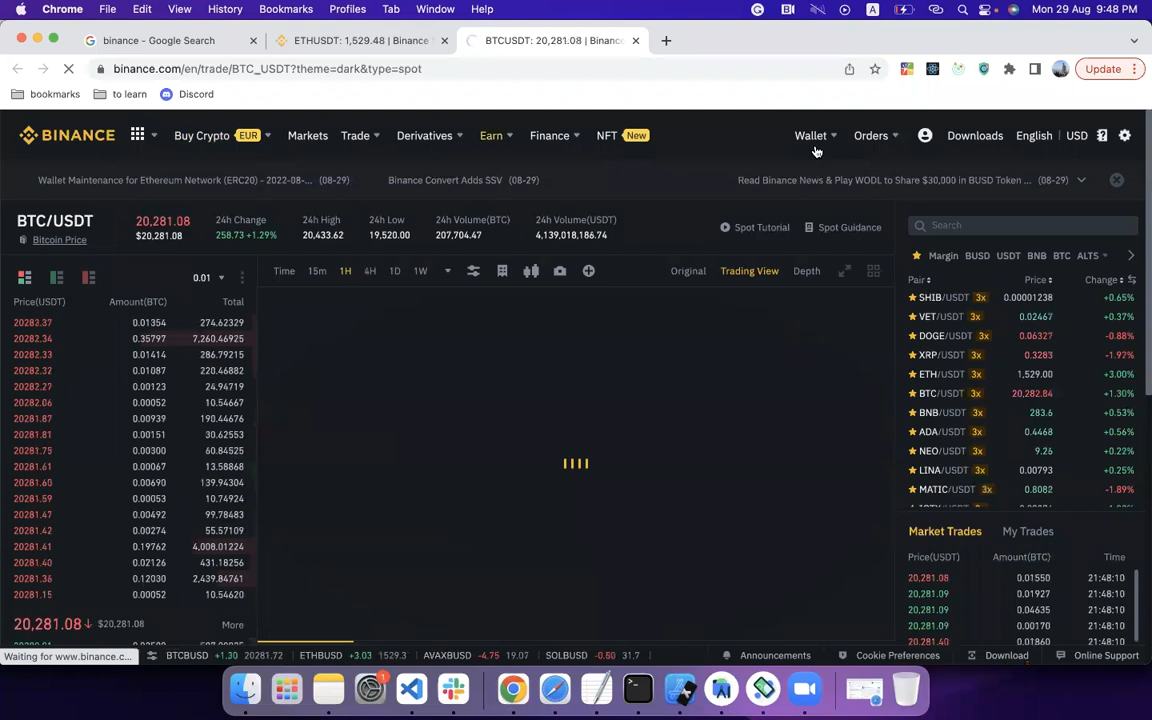 Chrome File Edit View History Bookmarks Profiles Tab Window Help Mon 29 Aug 9:48 PM
binance - Google Search ETHUSDT: 1,529.48 | Binance BTCUSDT: 20,281.08 | Binanc
binance.com/en/trade/BTC_USDT?theme=dark&type=spot Update
bookmarks to learn Discord
BINANCE Buy Crypto EUR Markets Trade Derivatives Earn Finance NFT New Wallet Orders Downloads English USD
Wallet Maintenance for Ethereum Network (ERC20) - 2022-08-... (08-29) Binance Convert Adds SSV (08-29) Read Binance News & Play WODL to Share $30,000 in BUSD Token ... (08-29)
BTC/USDT
Bitcoin Price
20,281.08
$20,281.08
24h Change
258.73 +1.29%
24h High
20,433.62
24h Low
19,520.00
24h Volume(BTC)
207,704.47
24h Volume(USDT)
4,139,018,186.74
Spot Tutorial Spot Guidance
0.01
Price(USDT) Amount(BTC) Total
20282.37 0.01354 274.62329
20282.34 0.35797 7,260.46925
20282.33 0.01414 286.79215
20282.32 0.01087 220.46882
20282.27 0.00123 24.94719
20282.06 0.00052 10.54667
20281.87 0.00939 190.44676
20281.81 0.00151 30.62553
20281.75 0.00300 60.84525
20281.61 0.00067 13.58868
20281.60 0.00690 139.94304
20281.59 0.00053 10.74924
20281.47 0.00492 99.78483
20281.42 0.00274 55.57109
20281.41 0.19762 4,008.01224
20281.40 0.02126 431.18256
20281.36 0.12030 2,439.84761
20281.15 0.00052 10.54620
20,281.08 $20,281.08 More
Time 15m 1H 4H 1D 1W Original Trading View Depth
Search
Margin BUSD USDT BNB BTC ALTS
Pair Price Change
SHIB/USDT 3x 0.00001238 +0.65%
VET/USDT 3x 0.02467 +0.37%
DOGE/USDT 3x 0.06327 -0.88%
XRP/USDT 3x 0.3283 -1.97%
ETH/USDT 3x 1,529.00 +3.00%
BTC/USDT 3x 20,282.84 +1.30%
BNB/USDT 3x 283.6 +0.53%
ADA/USDT 3x 0.4468 +0.56%
NEO/USDT 3x 9.26 +0.22%
LINA/USDT 3x 0.00793 +0.25%
MATIC/USDT 3x 0.8082 -1.89%
Market Trades My Trades
Price(USDT) Amount(BTC) Time
20,281.08 0.01550 21:48:10
20,281.09 0.01927 21:48:10
20,281.09 0.04635 21:48:10
20,281.09 0.00170 21:48:10
20,281.40 0.01860 21:48:10
Waiting for www.binance.c... BTCBUSD +1.30 20281.72 ETHBUSD +3.03 1529.3 AVAXBUSD -4.75 19.07 SOLBUSD -0.50 31.7 Announcements Cookie Preferences Download Online Support
1